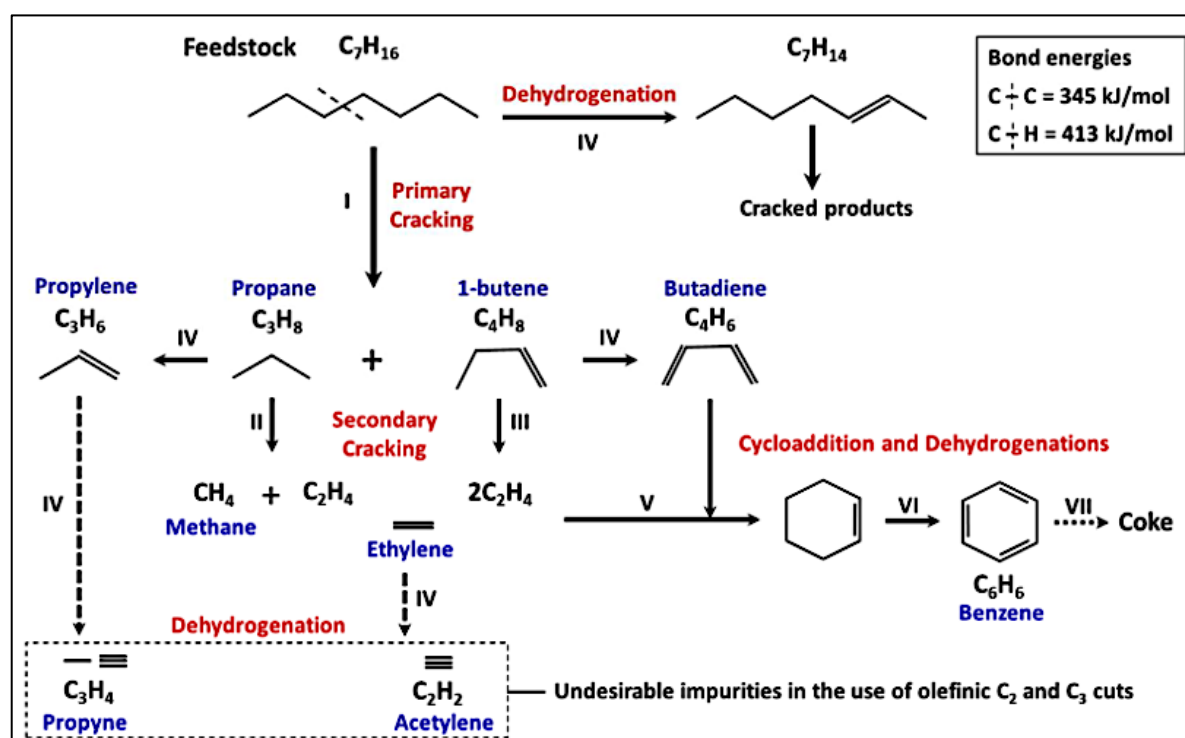 Feedstock C₇H₁₆
C₇H₁₄
Bond energies
C C = 345 kJ/mol
C H = 413 kJ/mol
Dehydrogenation
IV
I
Primary
Cracking
Cracked products
Propylene
C₃H₆
IV
Propane
C₃H₈
+
1-butene
C₄H₈
IV
Butadiene
C₄H₆
II
Secondary
Cracking
III
Cycloaddition and Dehydrogenations
IV
CH₄ + C₂H₄
Methane
Ethylene
2C₂H₄
V
VI
VII
Coke
C₆H₆
Benzene
IV
Dehydrogenation
C₃H₄
Propyne
C₂H₂
Acetylene
Undesirable impurities in the use of olefinic C₂ and C₃ cuts